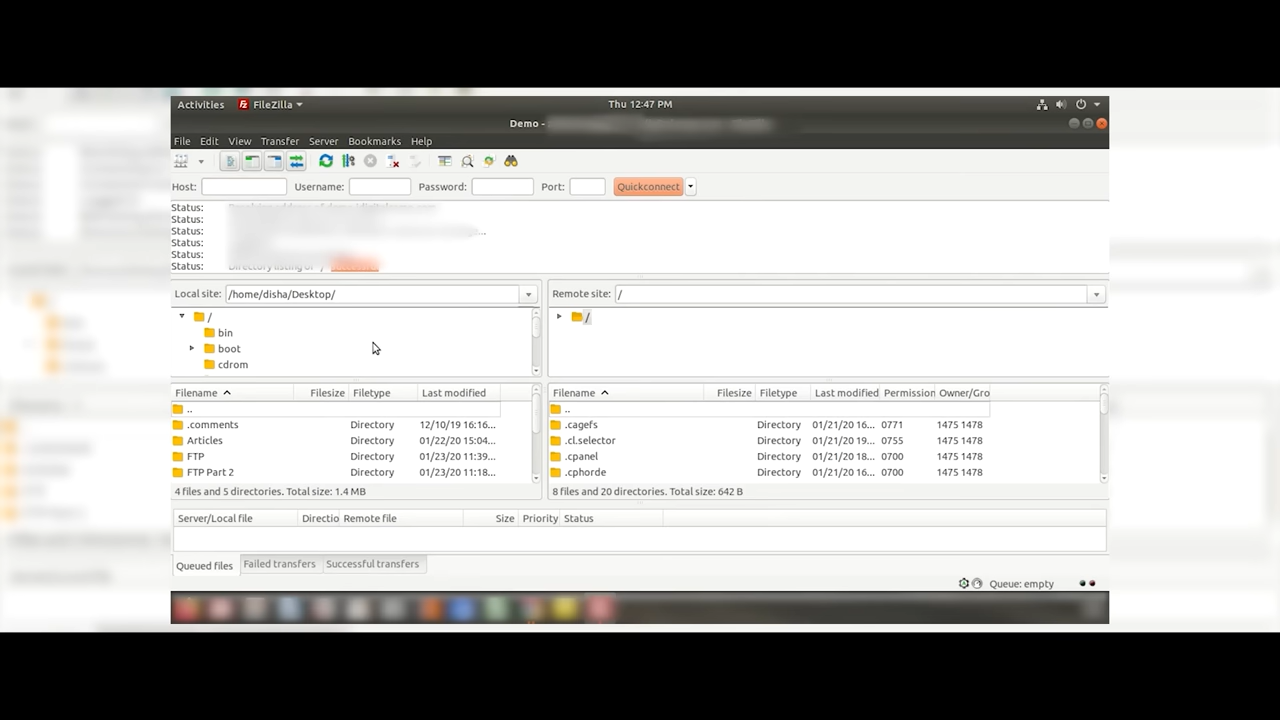 Activities FileZilla Thu 12:47 PM
Demo -
File Edit View Transfer Server Bookmarks Help
Host: Username: Password: Port: Quickconnect
Status:
Status:
Status:
Status:
Status:
Status: Directory listing of "/"
Local site: /home/disha/Desktop/ Remote site: /
/ /
bin
boot
cdrom
Filename Filesize Filetype Last modified Filename Filesize Filetype Last modified Permission Owner/Gro
.. ..
.comments Directory 12/10/19 16:16... .cagefs Directory 01/21/20 16... 0771 1475 1478
Articles Directory 01/22/20 15:04... .cl.selector Directory 01/21/20 19... 0755 1475 1478
FTP Directory 01/23/20 11:39... .cpanel Directory 01/21/20 18... 0700 1475 1478
FTP Part 2 Directory 01/23/20 11:18... .cphorde Directory 01/21/20 16... 0700 1475 1478
4 files and 5 directories. Total size: 1.4 MB 8 files and 20 directories. Total size: 642 B
Server/Local file Directio Remote file Size Priority Status
Queued files Failed transfers Successful transfers
Queue: empty